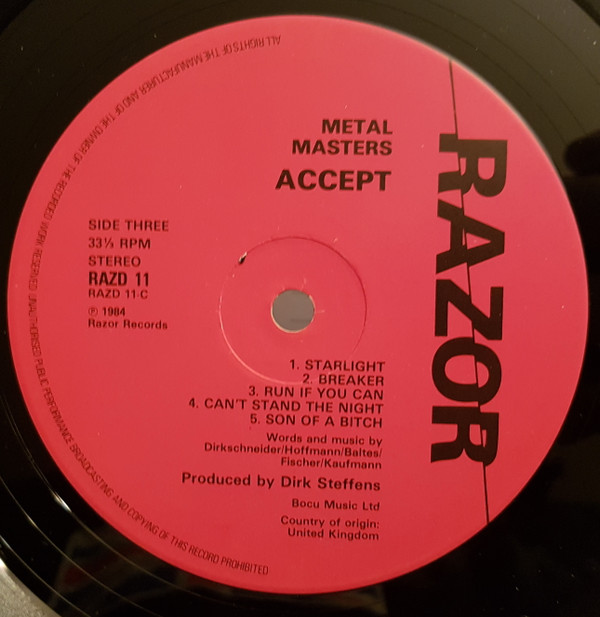 METAL
MASTERS
ACCEPT
RAZOR
SIDE THREE
33⅓ RPM
STEREO
RAZD 11
RAZD 11 C
℗ 1984
Razor Records
1. STARLIGHT
2. BREAKER
3. RUN IF YOU CAN
4. CAN'T STAND THE NIGHT
5. SON OF A BITCH
Words and music by
Dirkschneider/Hoffmann/Baltes/
Fischer/Kaufmann
Produced by Dirk Steffens
Bocu Music Ltd
Country of origin:
United Kingdom
ALL RIGHTS OF THE MANUFACTURER AND OF THE OWNER OF THE RECORDED WORK RESERVED UNAUTHORISED PUBLIC PERFORMANCE BROADCASTING AND COPYING OF THIS RECORD PROHIBITED